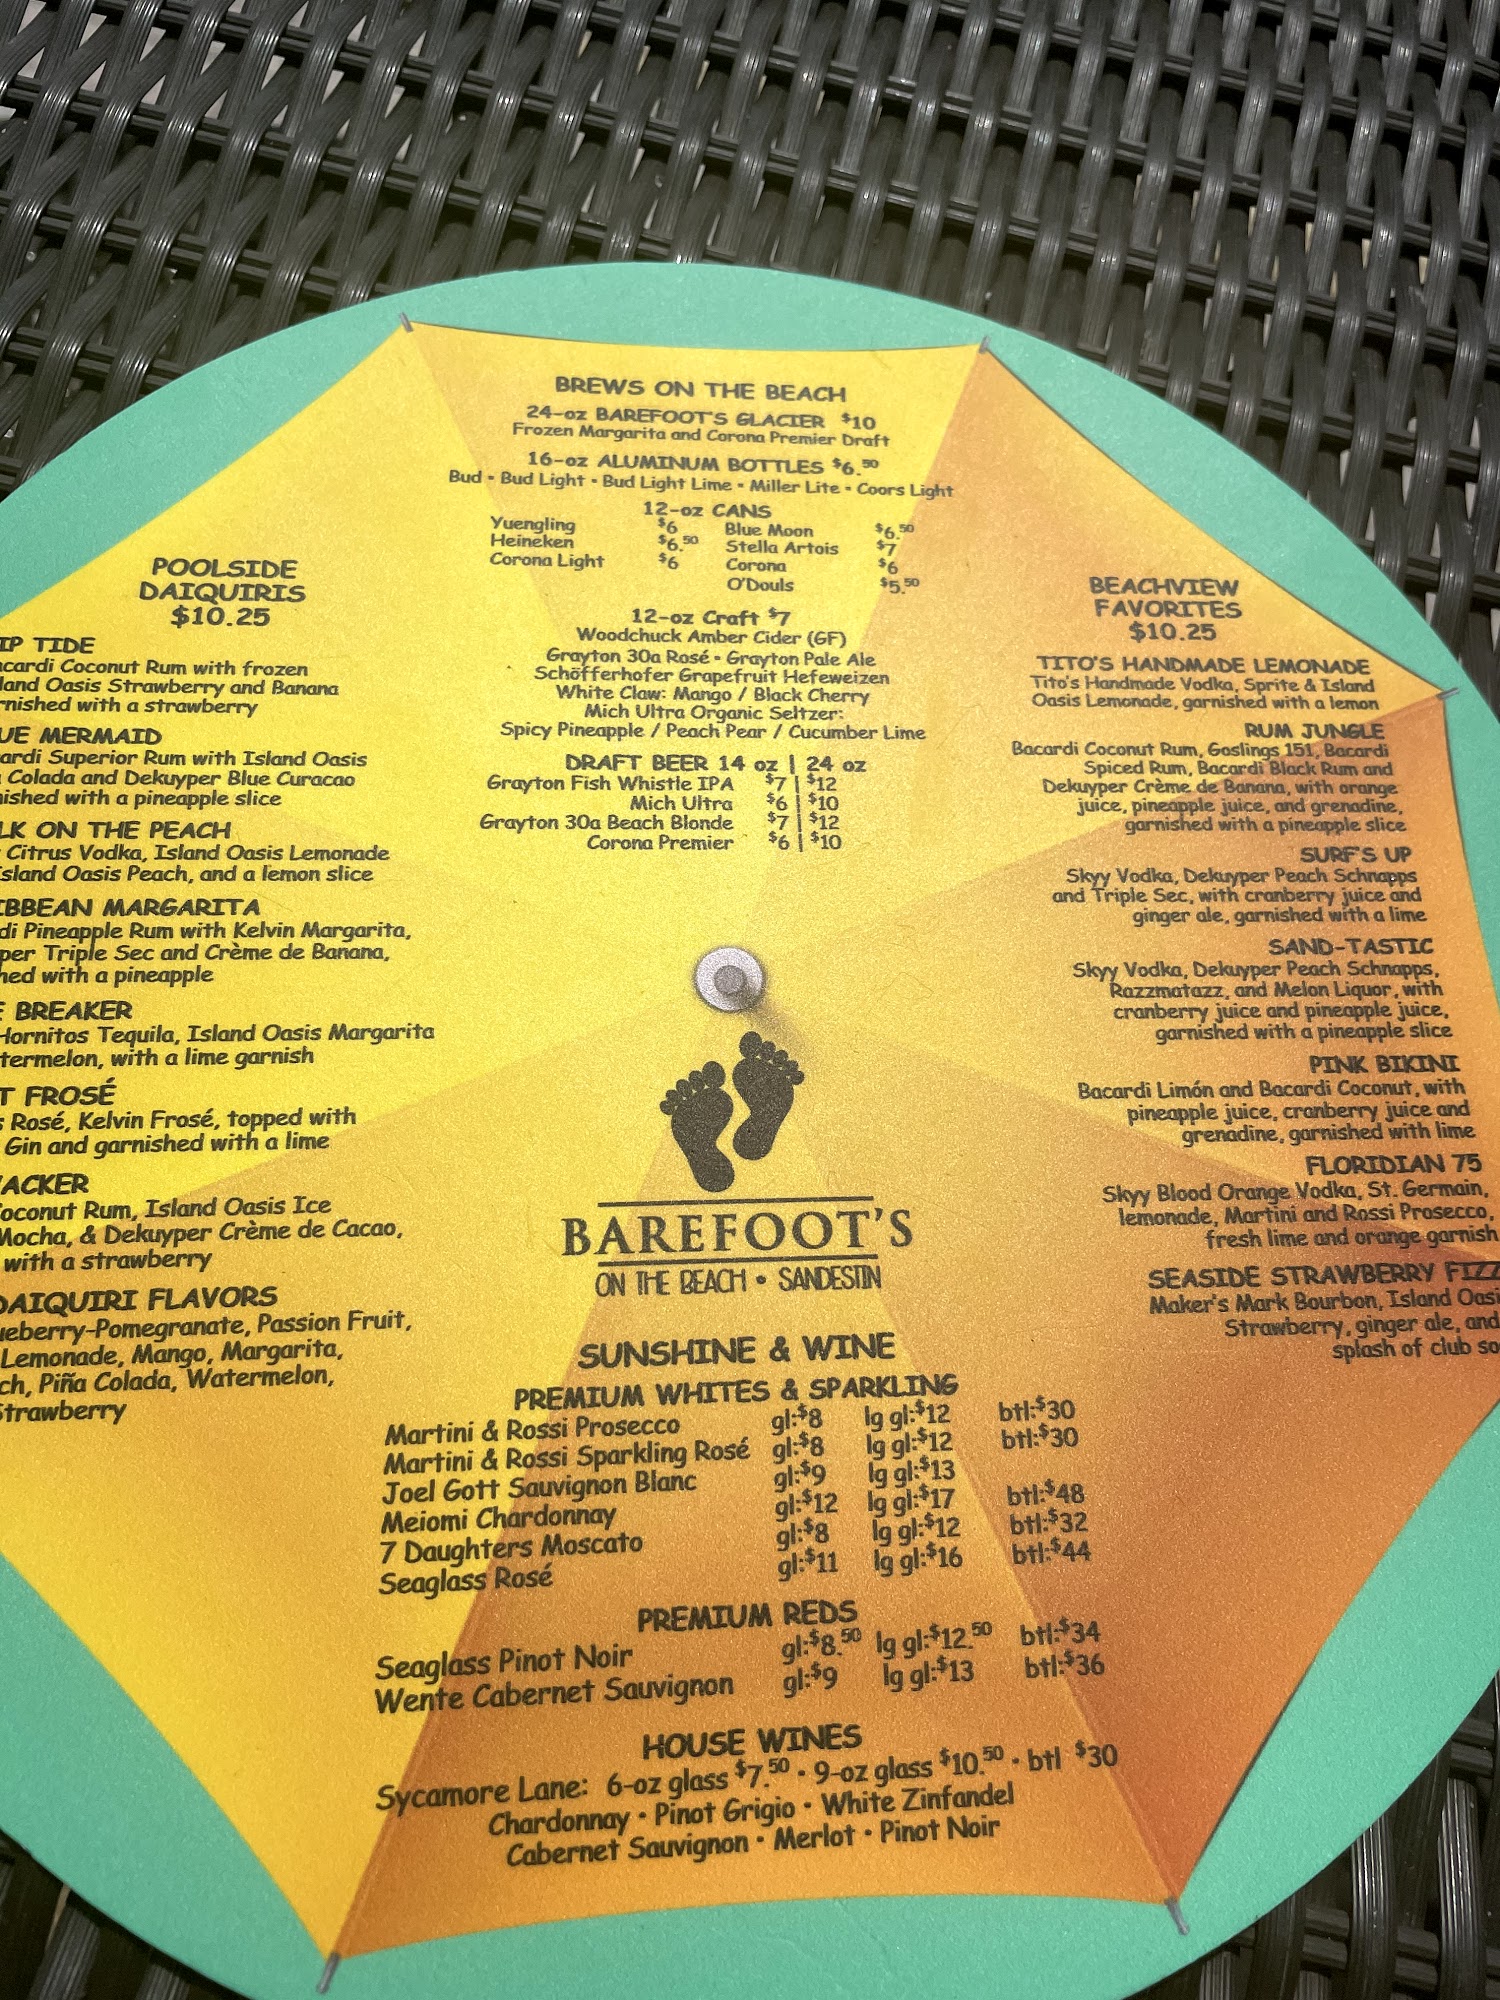 BREWS ON THE BEACH
24-oz BAREFOOT'S GLACIER $10
Frozen Margarita and Corona Premier Draft
16-oz ALUMINUM BOTTLES $6.50
Bud • Bud Light • Bud Light Lime • Miller Lite • Coors Light
12-oz CANS
Yuengling $6 Blue Moon $6.50
Heineken $6.50 Stella Artois $7
Corona Light $6 Corona $6
O'Douls $5.50
12-oz Craft $7
Woodchuck Amber Cider (GF)
Grayton 30a Rosé • Grayton Pale Ale
Schöfferhofer Grapefruit Hefeweizen
White Claw: Mango / Black Cherry
Mich Ultra Organic Seltzer:
Spicy Pineapple / Peach Pear / Cucumber Lime
DRAFT BEER 14 oz | 24 oz
Grayton Fish Whistle IPA $7 | $12
Mich Ultra $6 | $10
Grayton 30a Beach Blonde $7 | $12
Corona Premier $6 | $10
POOLSIDE
DAIQUIRIS
$10.25
IP TIDE
acardi Coconut Rum with frozen
land Oasis Strawberry and Banana
rnished with a strawberry
UE MERMAID
ardi Superior Rum with Island Oasis
Colada and Dekuyper Blue Curacao
nished with a pineapple slice
LK ON THE PEACH
Citrus Vodka, Island Oasis Lemonade
sland Oasis Peach, and a lemon slice
IBBEAN MARGARITA
di Pineapple Rum with Kelvin Margarita,
per Triple Sec and Crème de Banana,
hed with a pineapple
E BREAKER
Hornitos Tequila, Island Oasis Margarita
termelon, with a lime garnish
T FROSÉ
s Rosé, Kelvin Frosé, topped with
Gin and garnished with a lime
ACKER
oconut Rum, Island Oasis Ice
Mocha, & Dekuyper Crème de Cacao,
with a strawberry
DAIQUIRI FLAVORS
ueberry-Pomegranate, Passion Fruit,
Lemonade, Mango, Margarita,
ch, Piña Colada, Watermelon,
Strawberry
BEACHVIEW
FAVORITES
$10.25
TITO'S HANDMADE LEMONADE
Tito's Handmade Vodka, Sprite & Island
Oasis Lemonade, garnished with a lemon
RUM JUNGLE
Bacardi Coconut Rum, Goslings 151, Bacardi
Spiced Rum, Bacardi Black Rum and
Dekuyper Crème de Banana, with orange
juice, pineapple juice, and grenadine,
garnished with a pineapple slice
SURF'S UP
Skyy Vodka, Dekuyper Peach Schnapps
and Triple Sec, with cranberry juice and
ginger ale, garnished with a lime
SAND-TASTIC
Skyy Vodka, Dekuyper Peach Schnapps,
Razzmatazz, and Melon Liquor, with
cranberry juice and pineapple juice,
garnished with a pineapple slice
PINK BIKINI
Bacardi Limón and Bacardi Coconut, with
pineapple juice, cranberry juice and
grenadine, garnished with lime
FLORIDIAN 75
Skyy Blood Orange Vodka, St. Germain,
lemonade, Martini and Rossi Prosecco,
fresh lime and orange garnish
SEASIDE STRAWBERRY FIZZ
Maker's Mark Bourbon, Island Oasi
Strawberry, ginger ale, and
splash of club so
BAREFOOT'S
ON THE BEACH • SANDESTIN
SUNSHINE & WINE
PREMIUM WHITES & SPARKLING
Martini & Rossi Prosecco gl:$8 lg gl:$12 btl:$30
Martini & Rossi Sparkling Rosé gl:$8 lg gl:$12 btl:$30
Joel Gott Sauvignon Blanc gl:$9 lg gl:$13
Meiomi Chardonnay gl:$12 lg gl:$17 btl:$48
7 Daughters Moscato gl:$8 lg gl:$12 btl:$32
Seaglass Rosé gl:$11 lg gl:$16 btl:$44
PREMIUM REDS
Seaglass Pinot Noir gl:$8.50 lg gl:$12.50 btl:$34
Wente Cabernet Sauvignon gl:$9 lg gl:$13 btl:$36
HOUSE WINES
Sycamore Lane: 6-oz glass $7.50 • 9-oz glass $10.50 • btl $30
Chardonnay • Pinot Grigio • White Zinfandel
Cabernet Sauvignon • Merlot • Pinot Noir